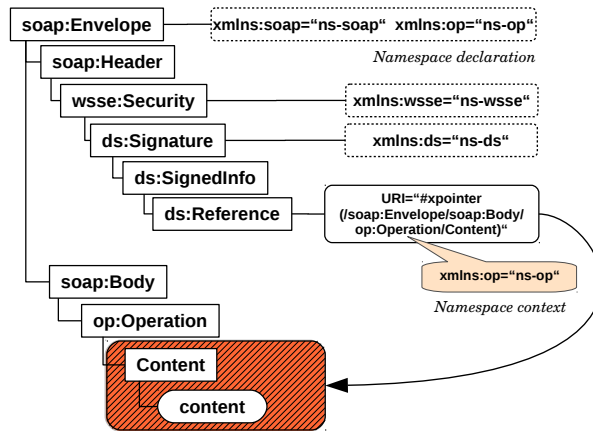 soap:Envelope
xmlns:soap=“ns-soap“ xmlns:op=“ns-op“
Namespace declaration
soap:Header
wsse:Security
xmlns:wsse=“ns-wsse“
ds:Signature
xmlns:ds=“ns-ds“
ds:SignedInfo
ds:Reference
URI=“#xpointer
(/soap:Envelope/soap:Body/
op:Operation/Content)“
xmlns:op=“ns-op“
Namespace context
soap:Body
op:Operation
Content
content